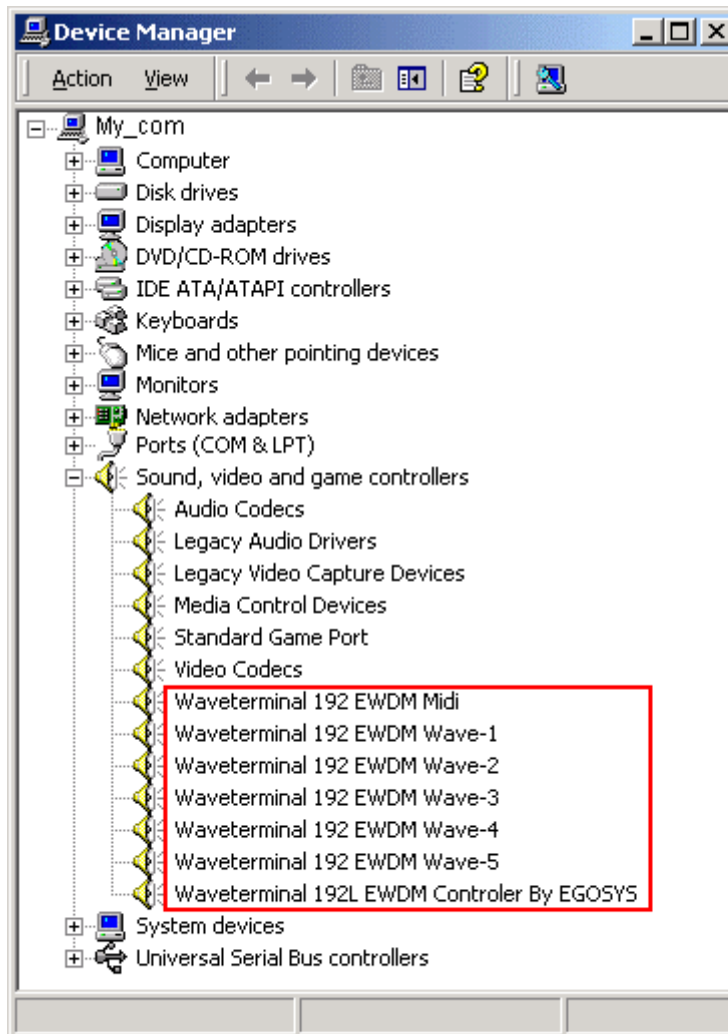 Device Manager
Action View
My_com
Computer
Disk drives
Display adapters
DVD/CD-ROM drives
IDE ATA/ATAPI controllers
Keyboards
Mice and other pointing devices
Monitors
Network adapters
Ports (COM & LPT)
Sound, video and game controllers
Audio Codecs
Legacy Audio Drivers
Legacy Video Capture Devices
Media Control Devices
Standard Game Port
Video Codecs
Waveterminal 192 EWDM Midi
Waveterminal 192 EWDM Wave-1
Waveterminal 192 EWDM Wave-2
Waveterminal 192 EWDM Wave-3
Waveterminal 192 EWDM Wave-4
Waveterminal 192 EWDM Wave-5
Waveterminal 192L EWDM Controler By EGOSYS
System devices
Universal Serial Bus controllers